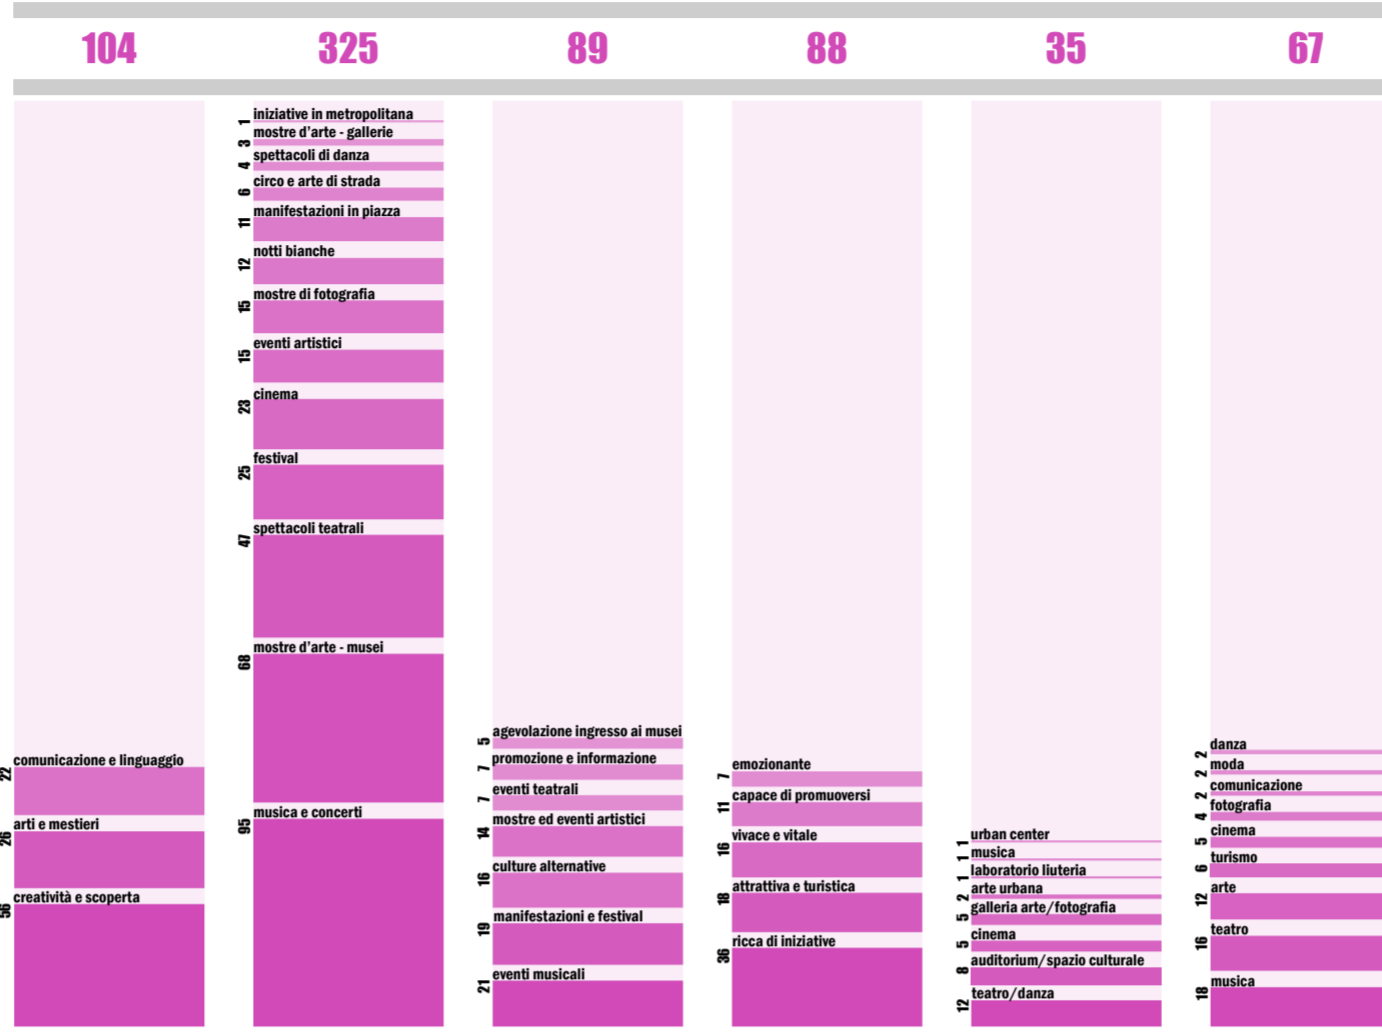 104
325
89
88
35
67
22
comunicazione e linguaggio
26
arti e mestieri
56
creatività e scoperta
1
iniziative in metropolitana
3
mostre d'arte - gallerie
4
spettacoli di danza
6
circo e arte di strada
11
manifestazioni in piazza
12
notti bianche
15
mostre di fotografia
15
eventi artistici
23
cinema
25
festival
47
spettacoli teatrali
68
mostre d'arte - musei
95
musica e concerti
5
agevolazione ingresso ai musei
7
promozione e informazione
7
eventi teatrali
14
mostre ed eventi artistici
16
culture alternative
19
manifestazioni e festival
21
eventi musicali
7
emozionante
11
capace di promuoversi
16
vivace e vitale
18
attrattiva e turistica
36
ricca di iniziative
1
urban center
1
musica
1
laboratorio liuteria
2
arte urbana
5
galleria arte/fotografia
5
cinema
8
auditorium/spazio culturale
12
teatro/danza
2
danza
2
moda
2
comunicazione
4
fotografia
5
cinema
6
turismo
12
arte
16
teatro
18
musica